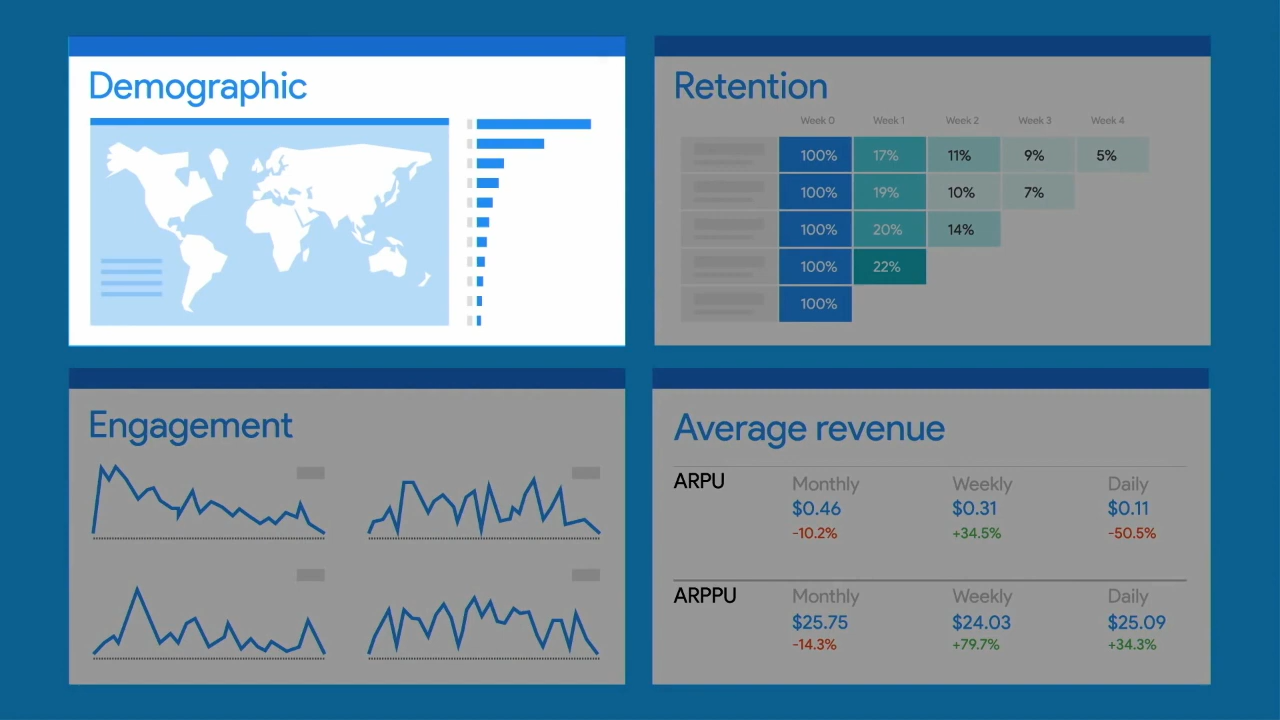 Demographic
Retention
Week 0 Week 1 Week 2 Week 3 Week 4
100% 17% 11% 9% 5%
100% 19% 10% 7%
100% 20% 14%
100% 22%
100%
Engagement
Average revenue
ARPU Monthly Weekly Daily
$0.46 $0.31 $0.11
-10.2% +34.5% -50.5%
ARPPU Monthly Weekly Daily
$25.75 $24.03 $25.09
-14.3% +79.7% +34.3%